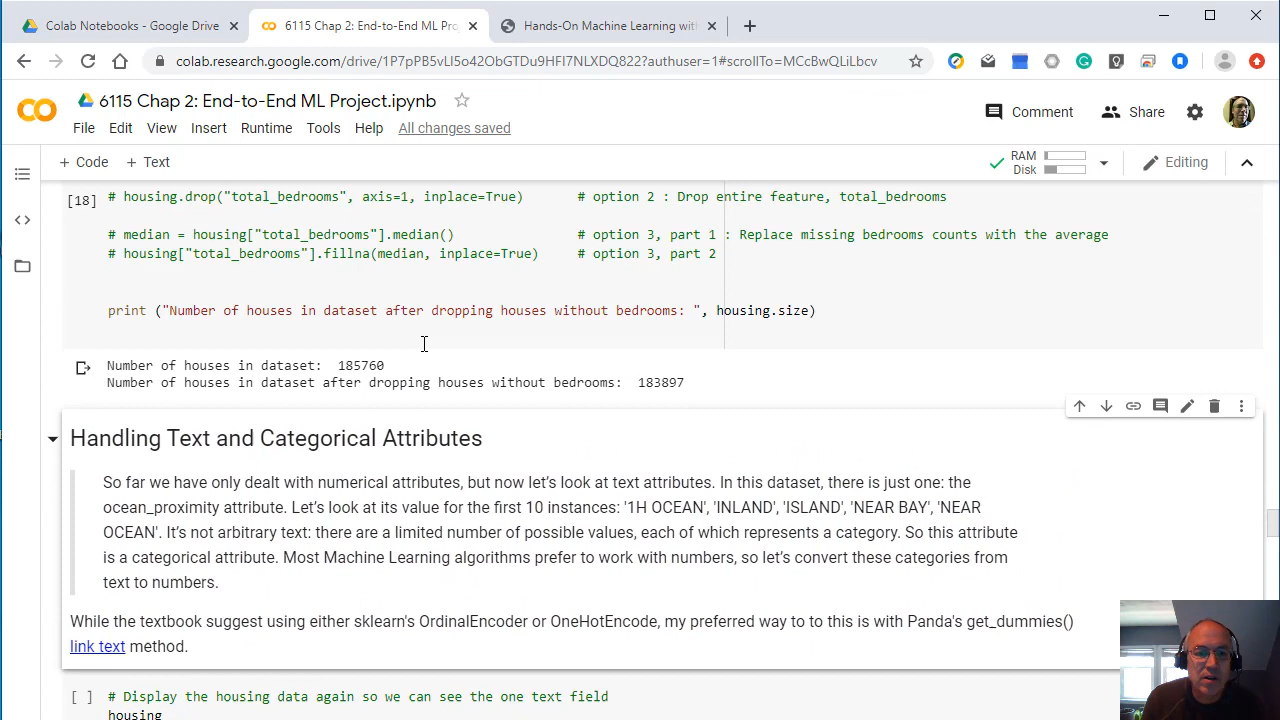 Colab Notebooks - Google Drive
6115 Chap 2: End-to-End ML Pro
Hands-On Machine Learning wit
colab.research.google.com/drive/1P7pPB5vLI5o42ObGTDu9HFI7NLXDQ822?authuser=1#scrollTo=MCcBwQLiLbcv
6115 Chap 2: End-to-End ML Project.ipynb
Comment
Share
File Edit View Insert Runtime Tools Help All changes saved
+ Code + Text
RAM
Disk
Editing
[18] # housing.drop("total_bedrooms", axis=1, inplace=True) # option 2 : Drop entire feature, total_bedrooms
# median = housing["total_bedrooms"].median() # option 3, part 1 : Replace missing bedrooms counts with the average
# housing["total_bedrooms"].fillna(median, inplace=True) # option 3, part 2
print ("Number of houses in dataset after dropping houses without bedrooms: ", housing.size)
Number of houses in dataset: 185760
Number of houses in dataset after dropping houses without bedrooms: 183897
Handling Text and Categorical Attributes
So far we have only dealt with numerical attributes, but now let's look at text attributes. In this dataset, there is just one: the
ocean_proximity attribute. Let's look at its value for the first 10 instances: '1H OCEAN', 'INLAND', 'ISLAND', 'NEAR BAY', 'NEAR
OCEAN'. It's not arbitrary text: there are a limited number of possible values, each of which represents a category. So this attribute
is a categorical attribute. Most Machine Learning algorithms prefer to work with numbers, so let's convert these categories from
text to numbers.
While the textbook suggest using either sklearn's OrdinalEncoder or OneHotEncode, my preferred way to to this is with Panda's get_dummies()
link text method.
[ ] # Display the housing data again so we can see the one text field
housing